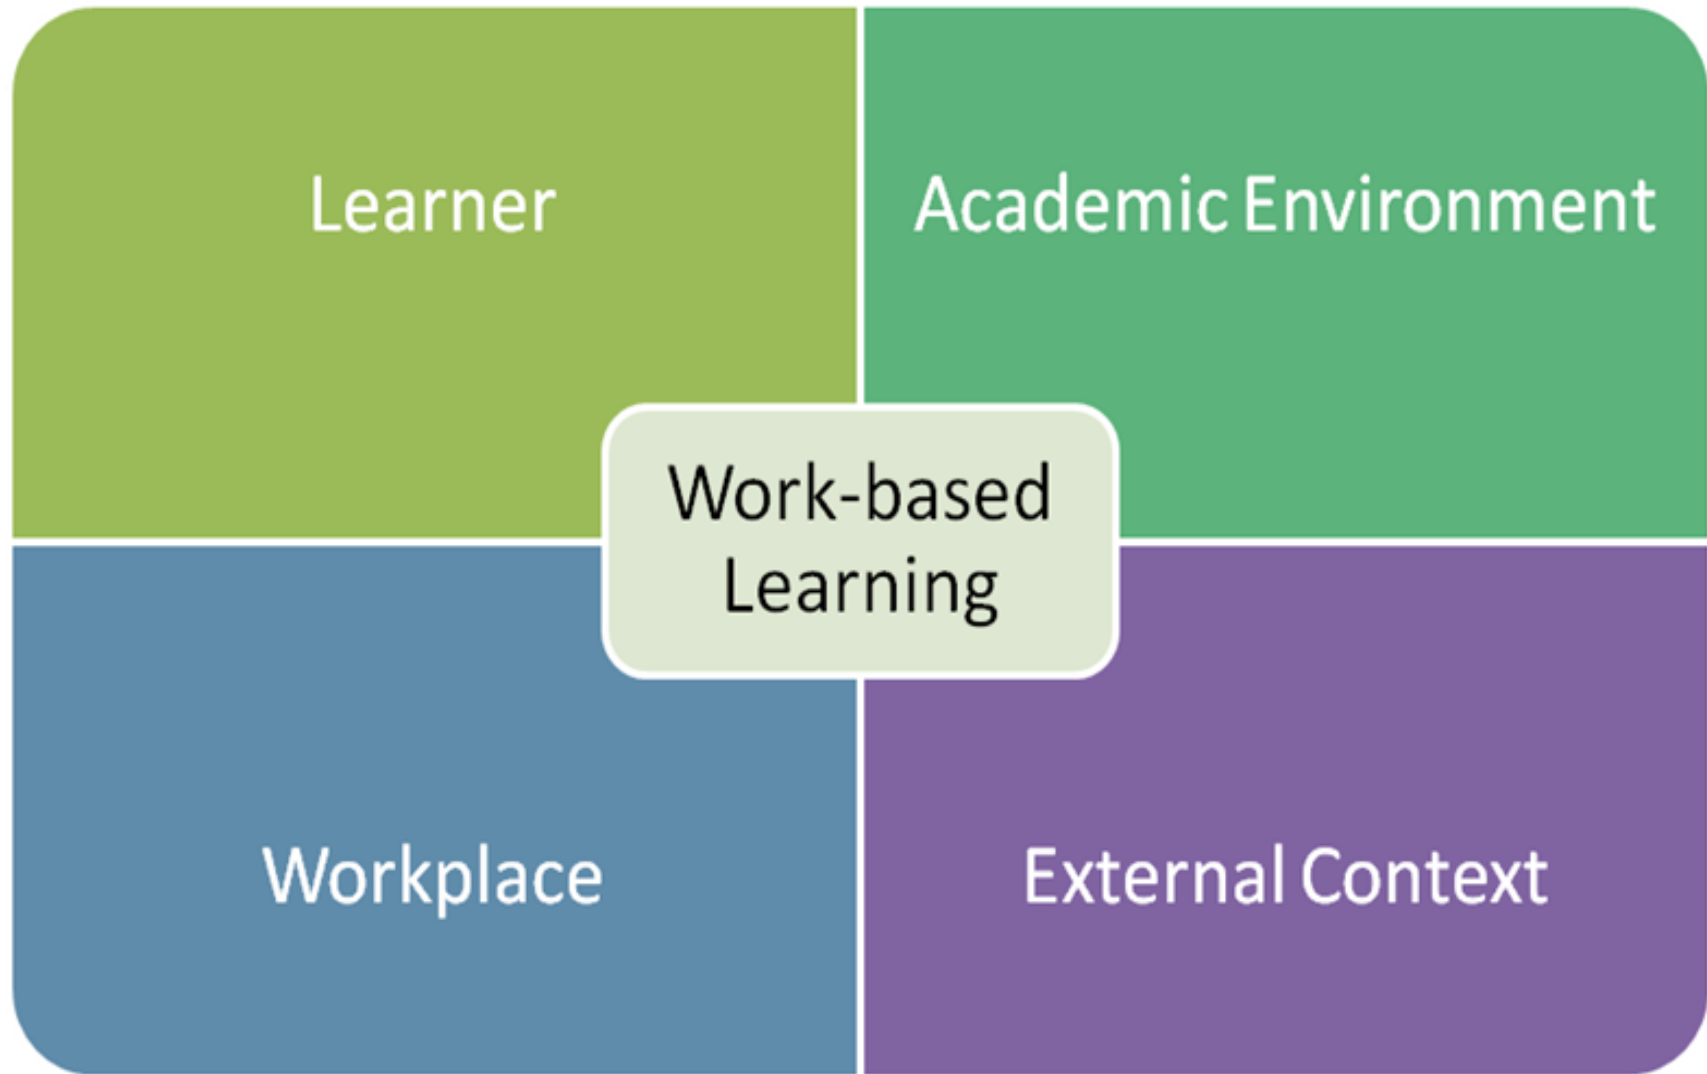 Learner
Academic Environment
Work-based
Learning
Workplace
External Context